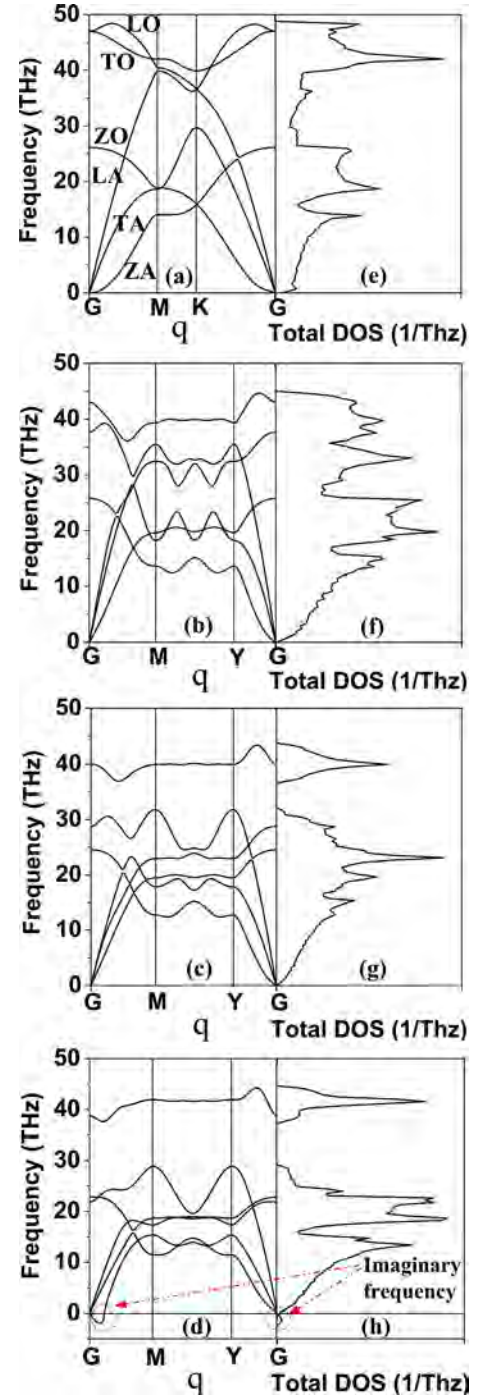 50
40
30
20
10
0
Frequency (THz)
LO
TO
ZO
LA
TA
ZA
(a)
(e)
G M K G
q
Total DOS (1/Thz)
50
40
30
20
10
0
Frequency (THz)
(b)
(f)
G M Y G
q
Total DOS (1/Thz)
50
40
30
20
10
0
Frequency (THz)
(c)
(g)
G M Y G
q
Total DOS (1/Thz)
50
40
30
20
10
0
Frequency (THz)
Imaginary
frequency
(d)
(h)
G M Y G
q
Total DOS (1/Thz)